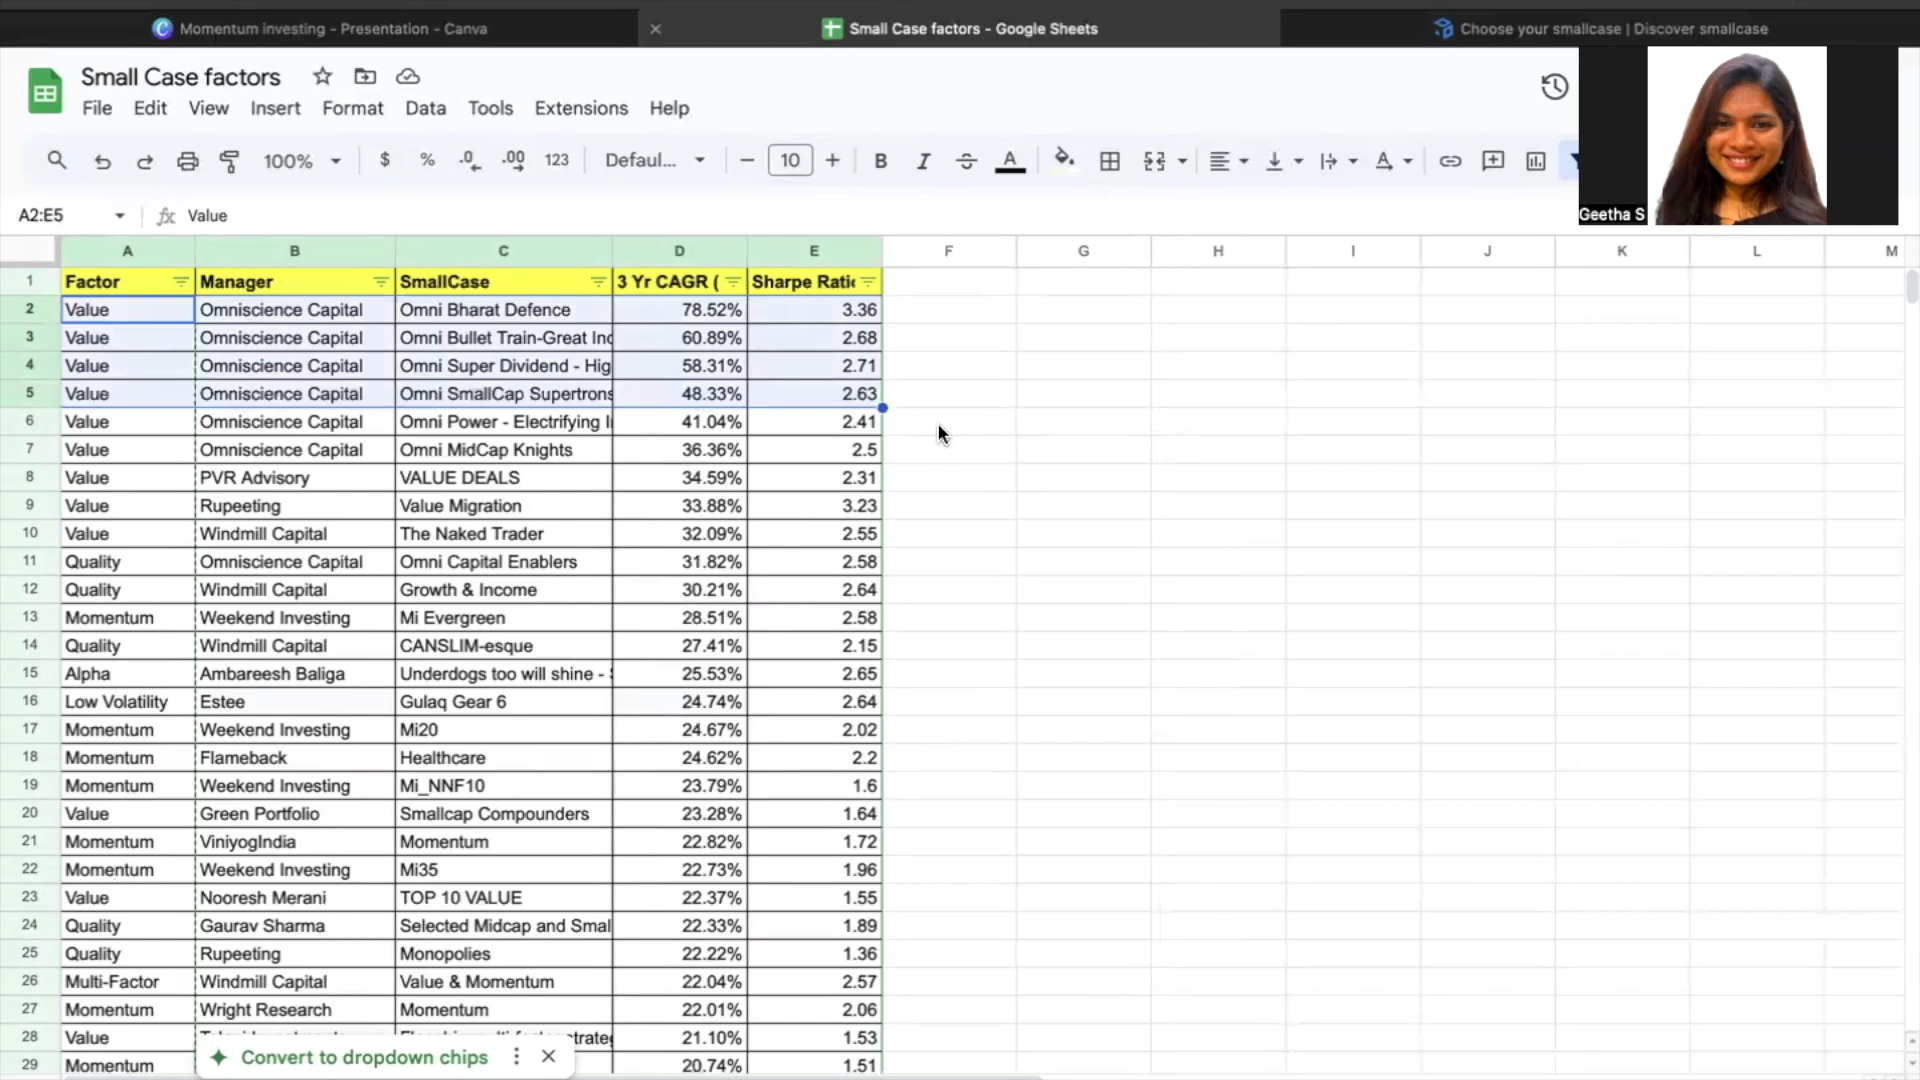 Momentum investing - Presentation - Canva
Small Case factors - Google Sheets
Choose your smallcase | Discover smallcase
Small Case factors
File Edit View Insert Format Data Tools Extensions Help
100% $ % .0 .00 123 Defaul... 10 B I A
Geetha S
A2:E5 fx Value
A B C D E F G H I J K L M
1 Factor Manager SmallCase 3 Yr CAGR ( Sharpe Ratio
2 Value Omniscience Capital Omni Bharat Defence 78.52% 3.36
3 Value Omniscience Capital Omni Bullet Train-Great Inc 60.89% 2.68
4 Value Omniscience Capital Omni Super Dividend - Hig 58.31% 2.71
5 Value Omniscience Capital Omni SmallCap Supertrons 48.33% 2.63
6 Value Omniscience Capital Omni Power - Electrifying I 41.04% 2.41
7 Value Omniscience Capital Omni MidCap Knights 36.36% 2.5
8 Value PVR Advisory VALUE DEALS 34.59% 2.31
9 Value Rupeeting Value Migration 33.88% 3.23
10 Value Windmill Capital The Naked Trader 32.09% 2.55
11 Quality Omniscience Capital Omni Capital Enablers 31.82% 2.58
12 Quality Windmill Capital Growth & Income 30.21% 2.64
13 Momentum Weekend Investing Mi Evergreen 28.51% 2.58
14 Quality Windmill Capital CANSLIM-esque 27.41% 2.15
15 Alpha Ambareesh Baliga Underdogs too will shine - 25.53% 2.65
16 Low Volatility Estee Gulaq Gear 6 24.74% 2.64
17 Momentum Weekend Investing Mi20 24.67% 2.02
18 Momentum Flameback Healthcare 24.62% 2.2
19 Momentum Weekend Investing Mi_NNF10 23.79% 1.6
20 Value Green Portfolio Smallcap Compounders 23.28% 1.64
21 Momentum ViniyogIndia Momentum 22.82% 1.72
22 Momentum Weekend Investing Mi35 22.73% 1.96
23 Value Nooresh Merani TOP 10 VALUE 22.37% 1.55
24 Quality Gaurav Sharma Selected Midcap and Smal 22.33% 1.89
25 Quality Rupeeting Monopolies 22.22% 1.36
26 Multi-Factor Windmill Capital Value & Momentum 22.04% 2.57
27 Momentum Wright Research Momentum 22.01% 2.06
28 Value 21.10% 1.53
29 Momentum 20.74% 1.51
Convert to dropdown chips